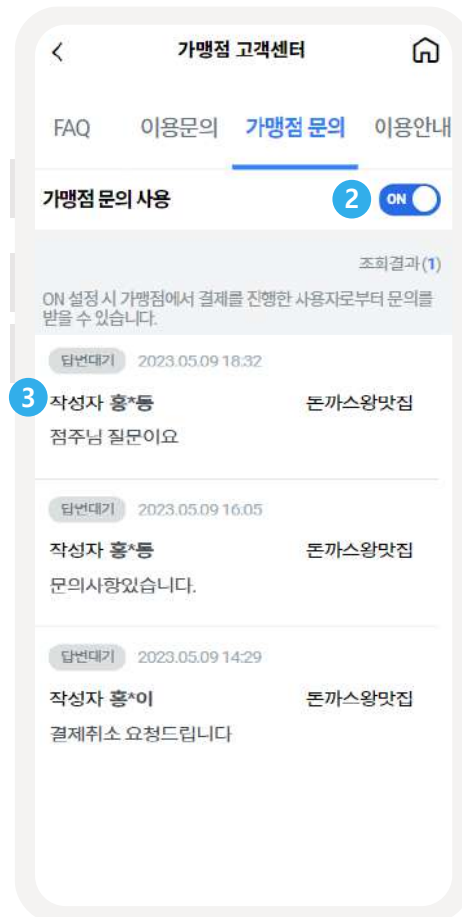 가맹점 고객센터
FAQ 이용문의 가맹점 문의 이용안내
가맹점 문의 사용 2 ON
조회결과(1)
ON 설정 시 가맹점에서 결제를 진행한 사용자로부터 문의를
받을 수 있습니다.
답변대기 2023.05.09 18:32
3 작성자 홍*동 돈까스왕맛집
점주님 질문이요
답변대기 2023.05.09 16:05
작성자 홍*동 돈까스왕맛집
문의사항있습니다.
답변대기 2023.05.09 14:29
작성자 홍*이 돈까스왕맛집
결제취소 요청드립니다